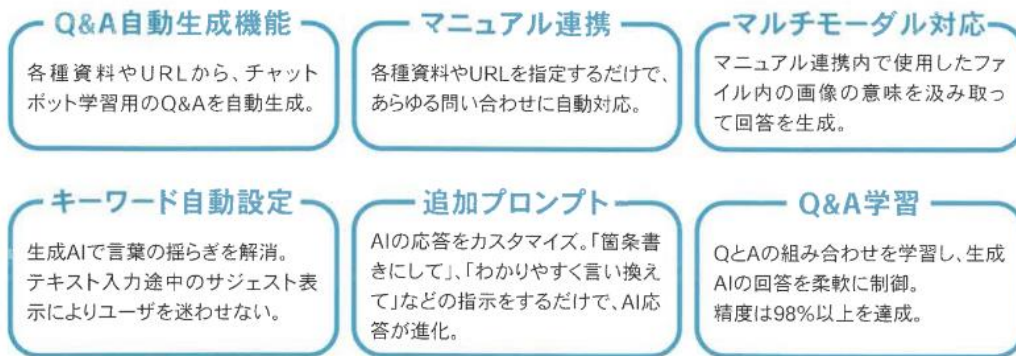 Q&A自動生成機能
各種資料やURLから、チャット
ボット学習用のQ&Aを自動生成。
マニュアル連携
各種資料やURLを指定するだけで、
あらゆる問い合わせに自動対応。
マルチモーダル対応
マニュアル連携内で使用したファ
イル内の画像の意味を汲み取っ
て回答を生成。
キーワード自動設定
生成AIで言葉の揺らぎを解消。
テキスト入力途中のサジェスト表
示によりユーザを迷わせない。
追加プロンプト
AIの応答をカスタマイズ。「箇条書
きにして」、「わかりやすく言い換え
て」などの指示をするだけで、AI応
答が進化。
Q&A学習
QとAの組み合わせを学習し、生成
AIの回答を柔軟に制御。
精度は98%以上を達成。